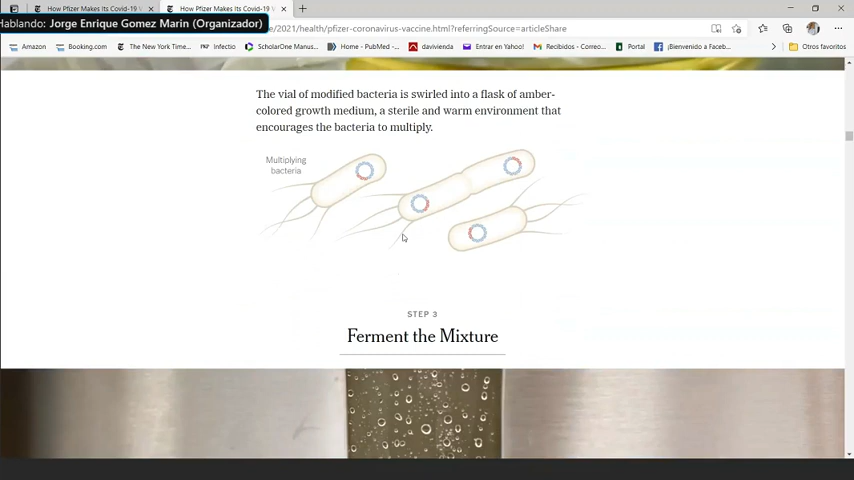 How Pfizer Makes Its Covid-19 V
How Pfizer Makes Its Covid-19 V
Hablando: Jorge Enrique Gomez Marin (Organizador)
/2021/health/pfizer-coronavirus-vaccine.html?referringSource=articleShare
Amazon
Booking.com
The New York Time...
Infectio
ScholarOne Manus...
Home - PubMed -...
davivienda
Entrar en Yahoo!
Recibidos - Correo...
Portal
¡Bienvenido a Faceb...
Otros favoritos
The vial of modified bacteria is swirled into a flask of amber-
colored growth medium, a sterile and warm environment that
encourages the bacteria to multiply.
Multiplying
bacteria
STEP 3
Ferment the Mixture